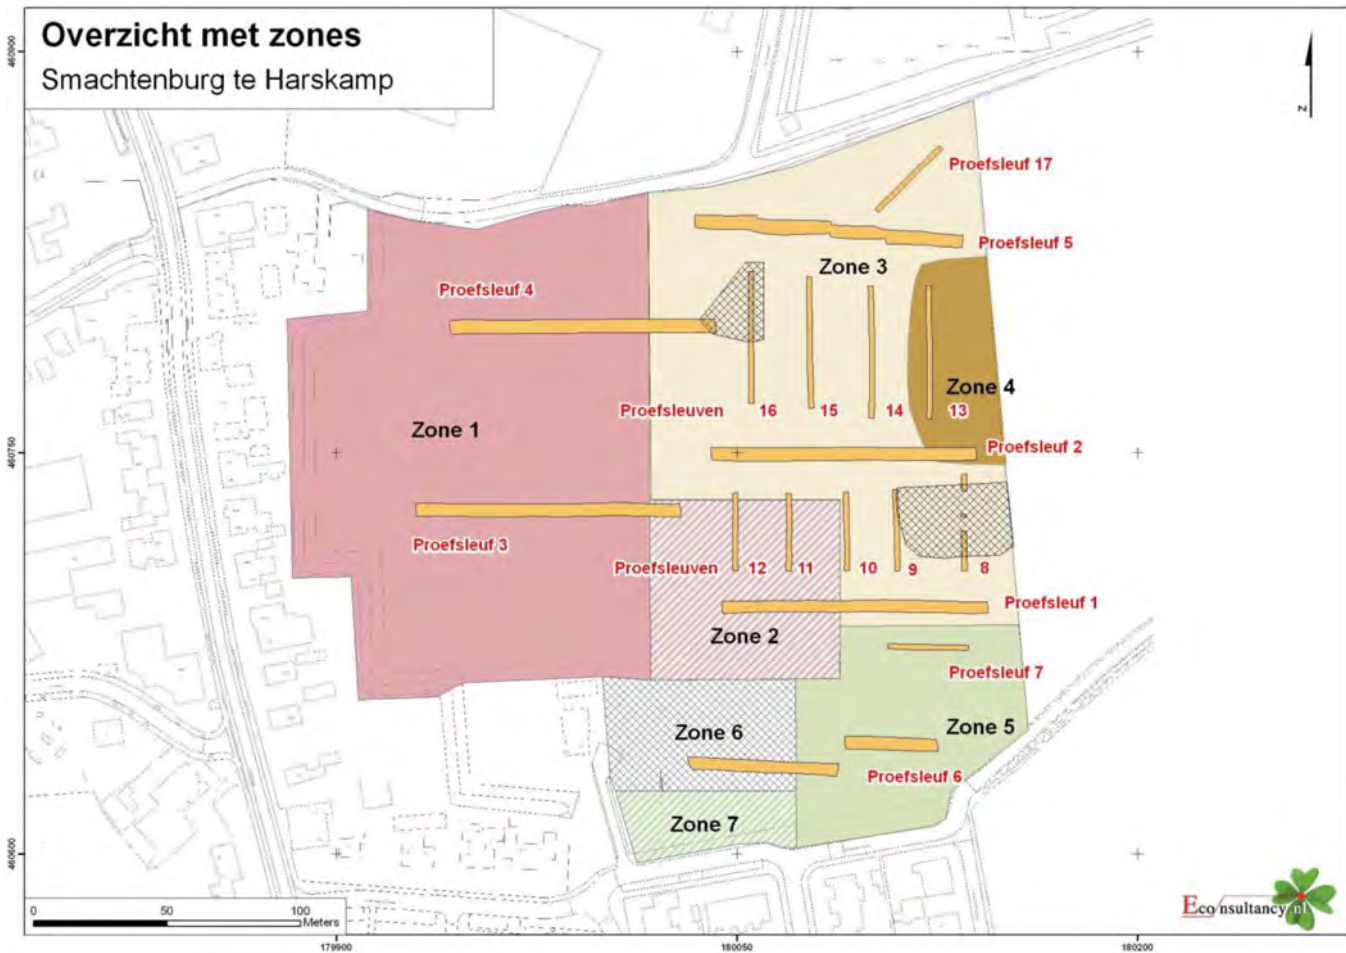 Overzicht met zones
Smachtenburg te Harskamp
460900
N
Proefsleuf 17
Proefsleuf 5
Zone 3
Proefsleuf 4
Zone 4
Proefsleuven 16 15 14 13
Zone 1
Proefsleuf 2
460750
Proefsleuf 3
Proefsleuven 12 11 10 9 8
Proefsleuf 1
Zone 2
Proefsleuf 7
Zone 6
Zone 5
Proefsleuf 6
Zone 7
460600
0 50 100
Meters
Econsultancy.nl
179900 180050 180200